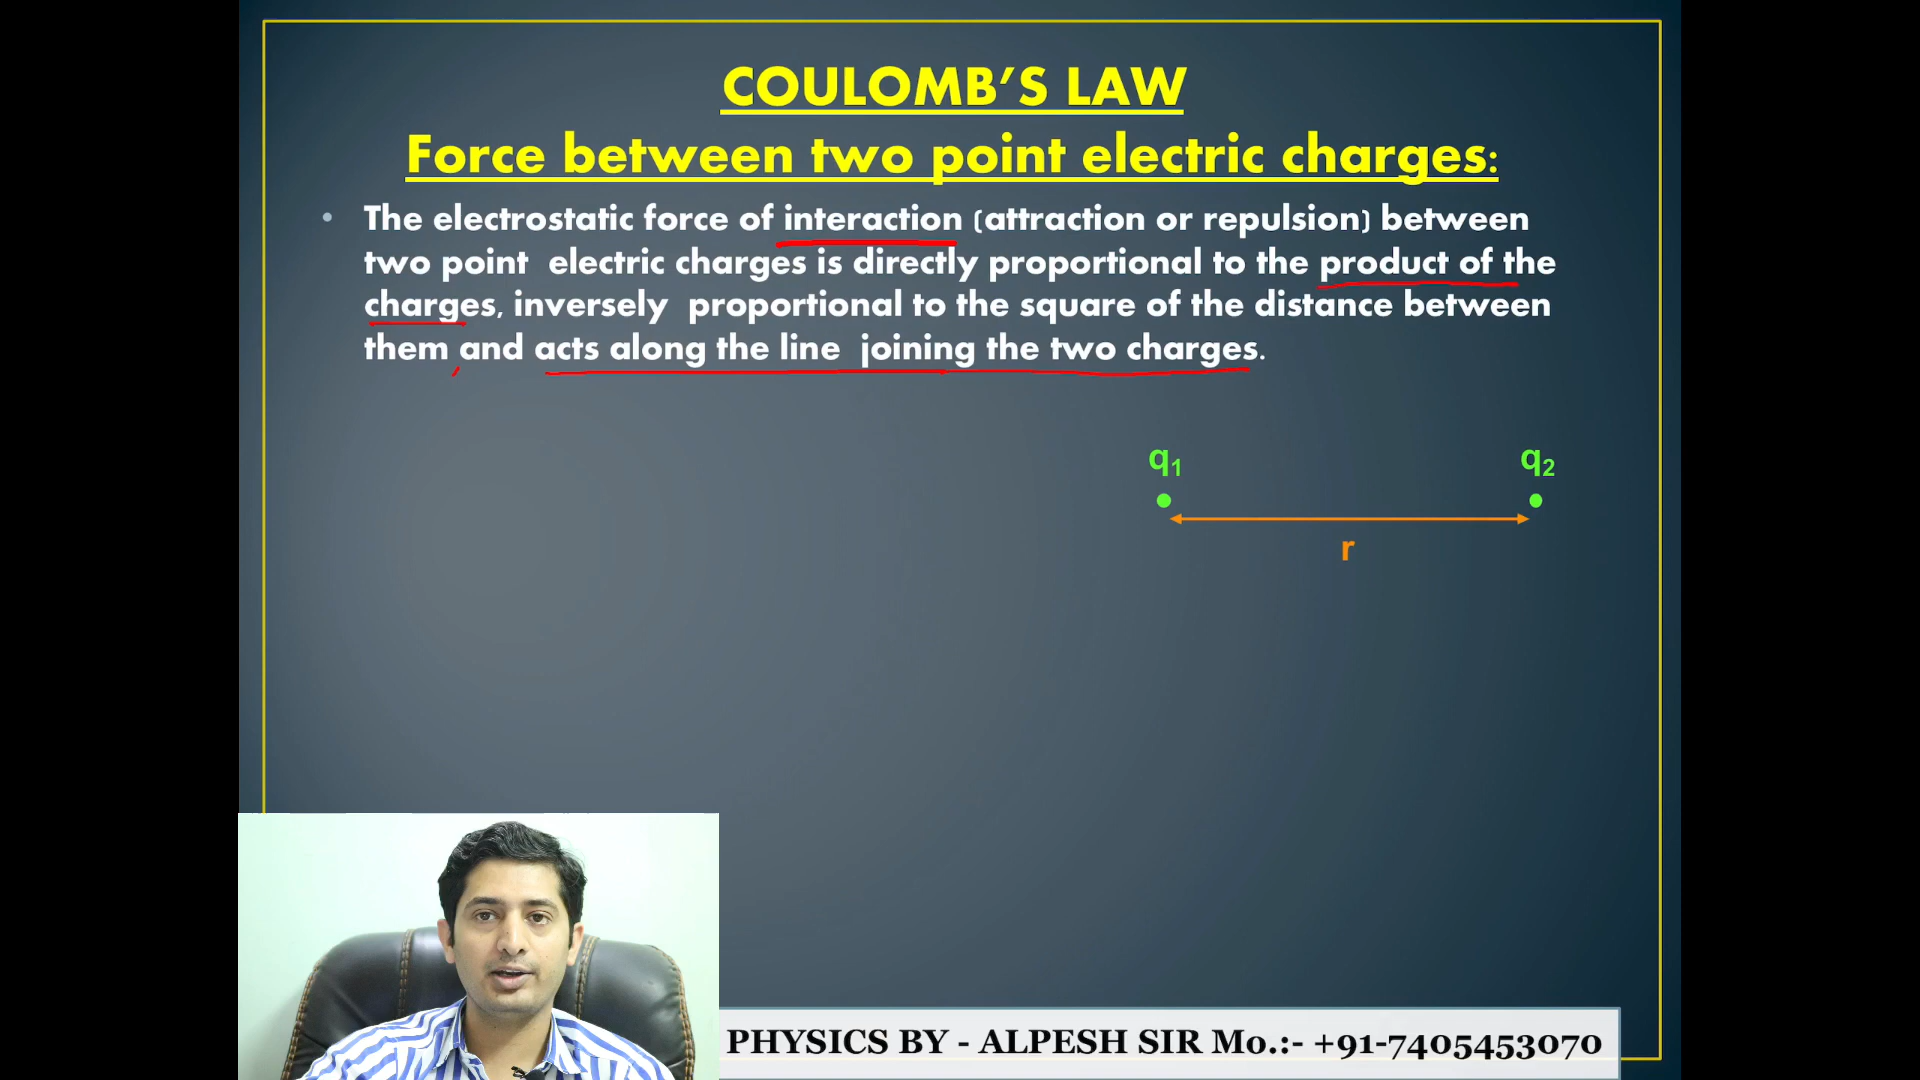 COULOMB’S LAW
Force between two point electric charges:
• The electrostatic force of interaction (attraction or repulsion) between
two point electric charges is directly proportional to the product of the
charges, inversely proportional to the square of the distance between
them and acts along the line joining the two charges.
q₁ q₂
r
PHYSICS BY - ALPESH SIR Mo.:- +91-7405453070